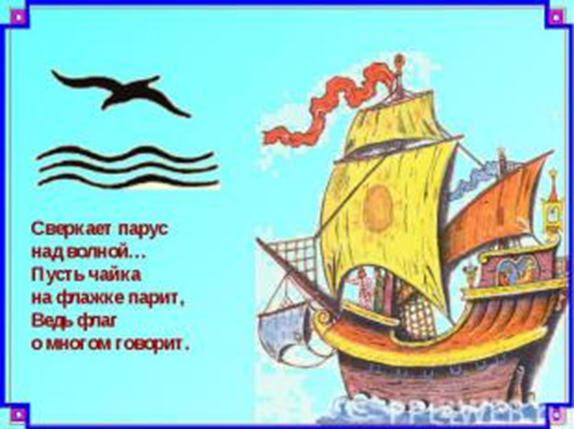 Сверкает парус
над волной…
Пусть чайка
на флажке парит,
Ведь флаг
о многом говорит.